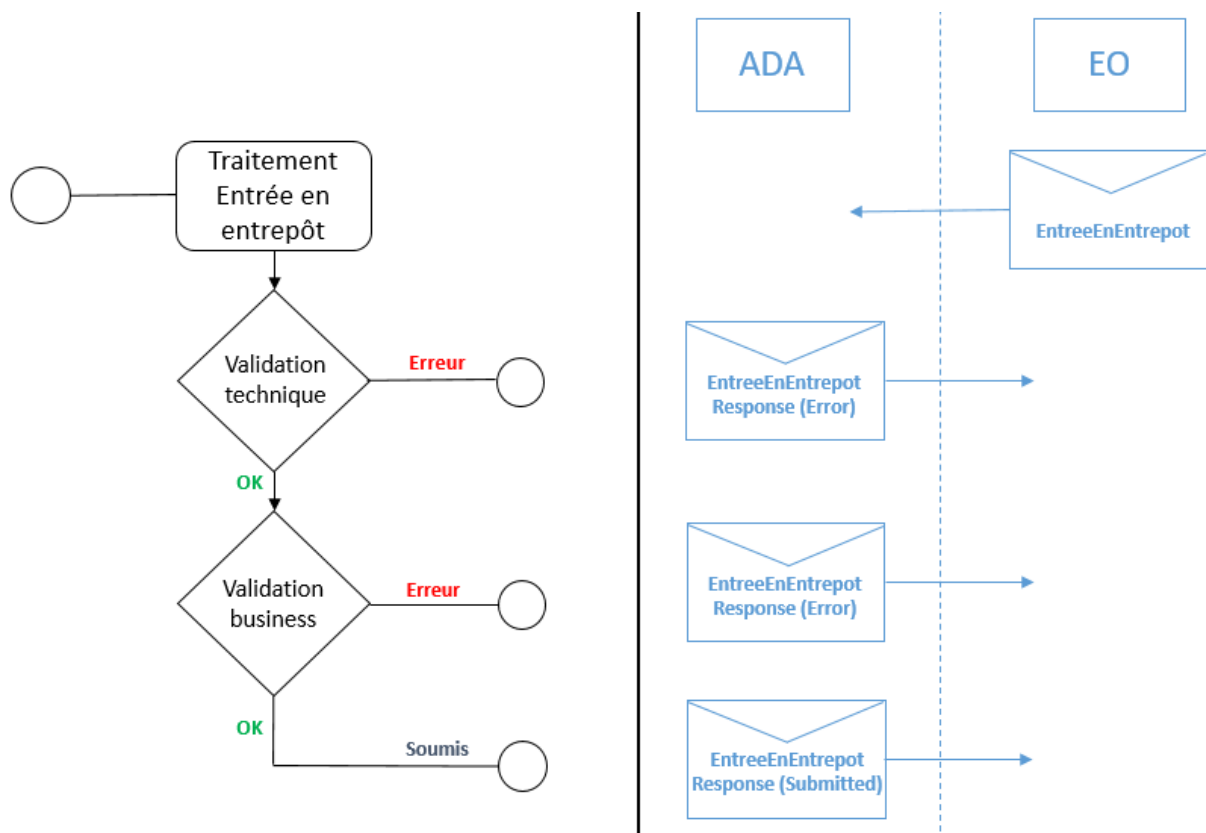 Traitement
Entrée en
entrepôt
Validation
technique
Erreur
OK
Validation
business
Erreur
OK
Soumis
ADA
EO
EntreeEnEntrepot
EntreeEnEntrepot
Response (Error)
EntreeEnEntrepot
Response (Error)
EntreeEnEntrepot
Response (Submitted)